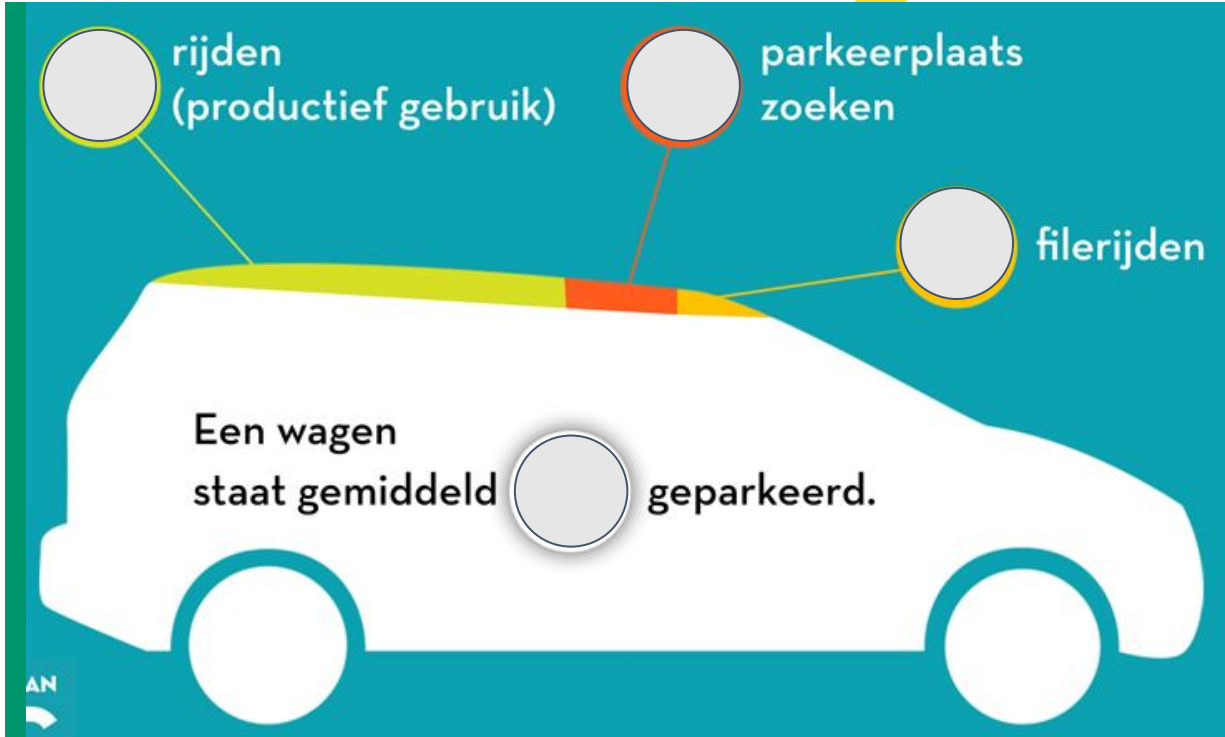 rijden
(productief gebruik)
parkeerplaats
zoeken
filerijden
Een wagen
staat gemiddeld geparkeerd.
AN